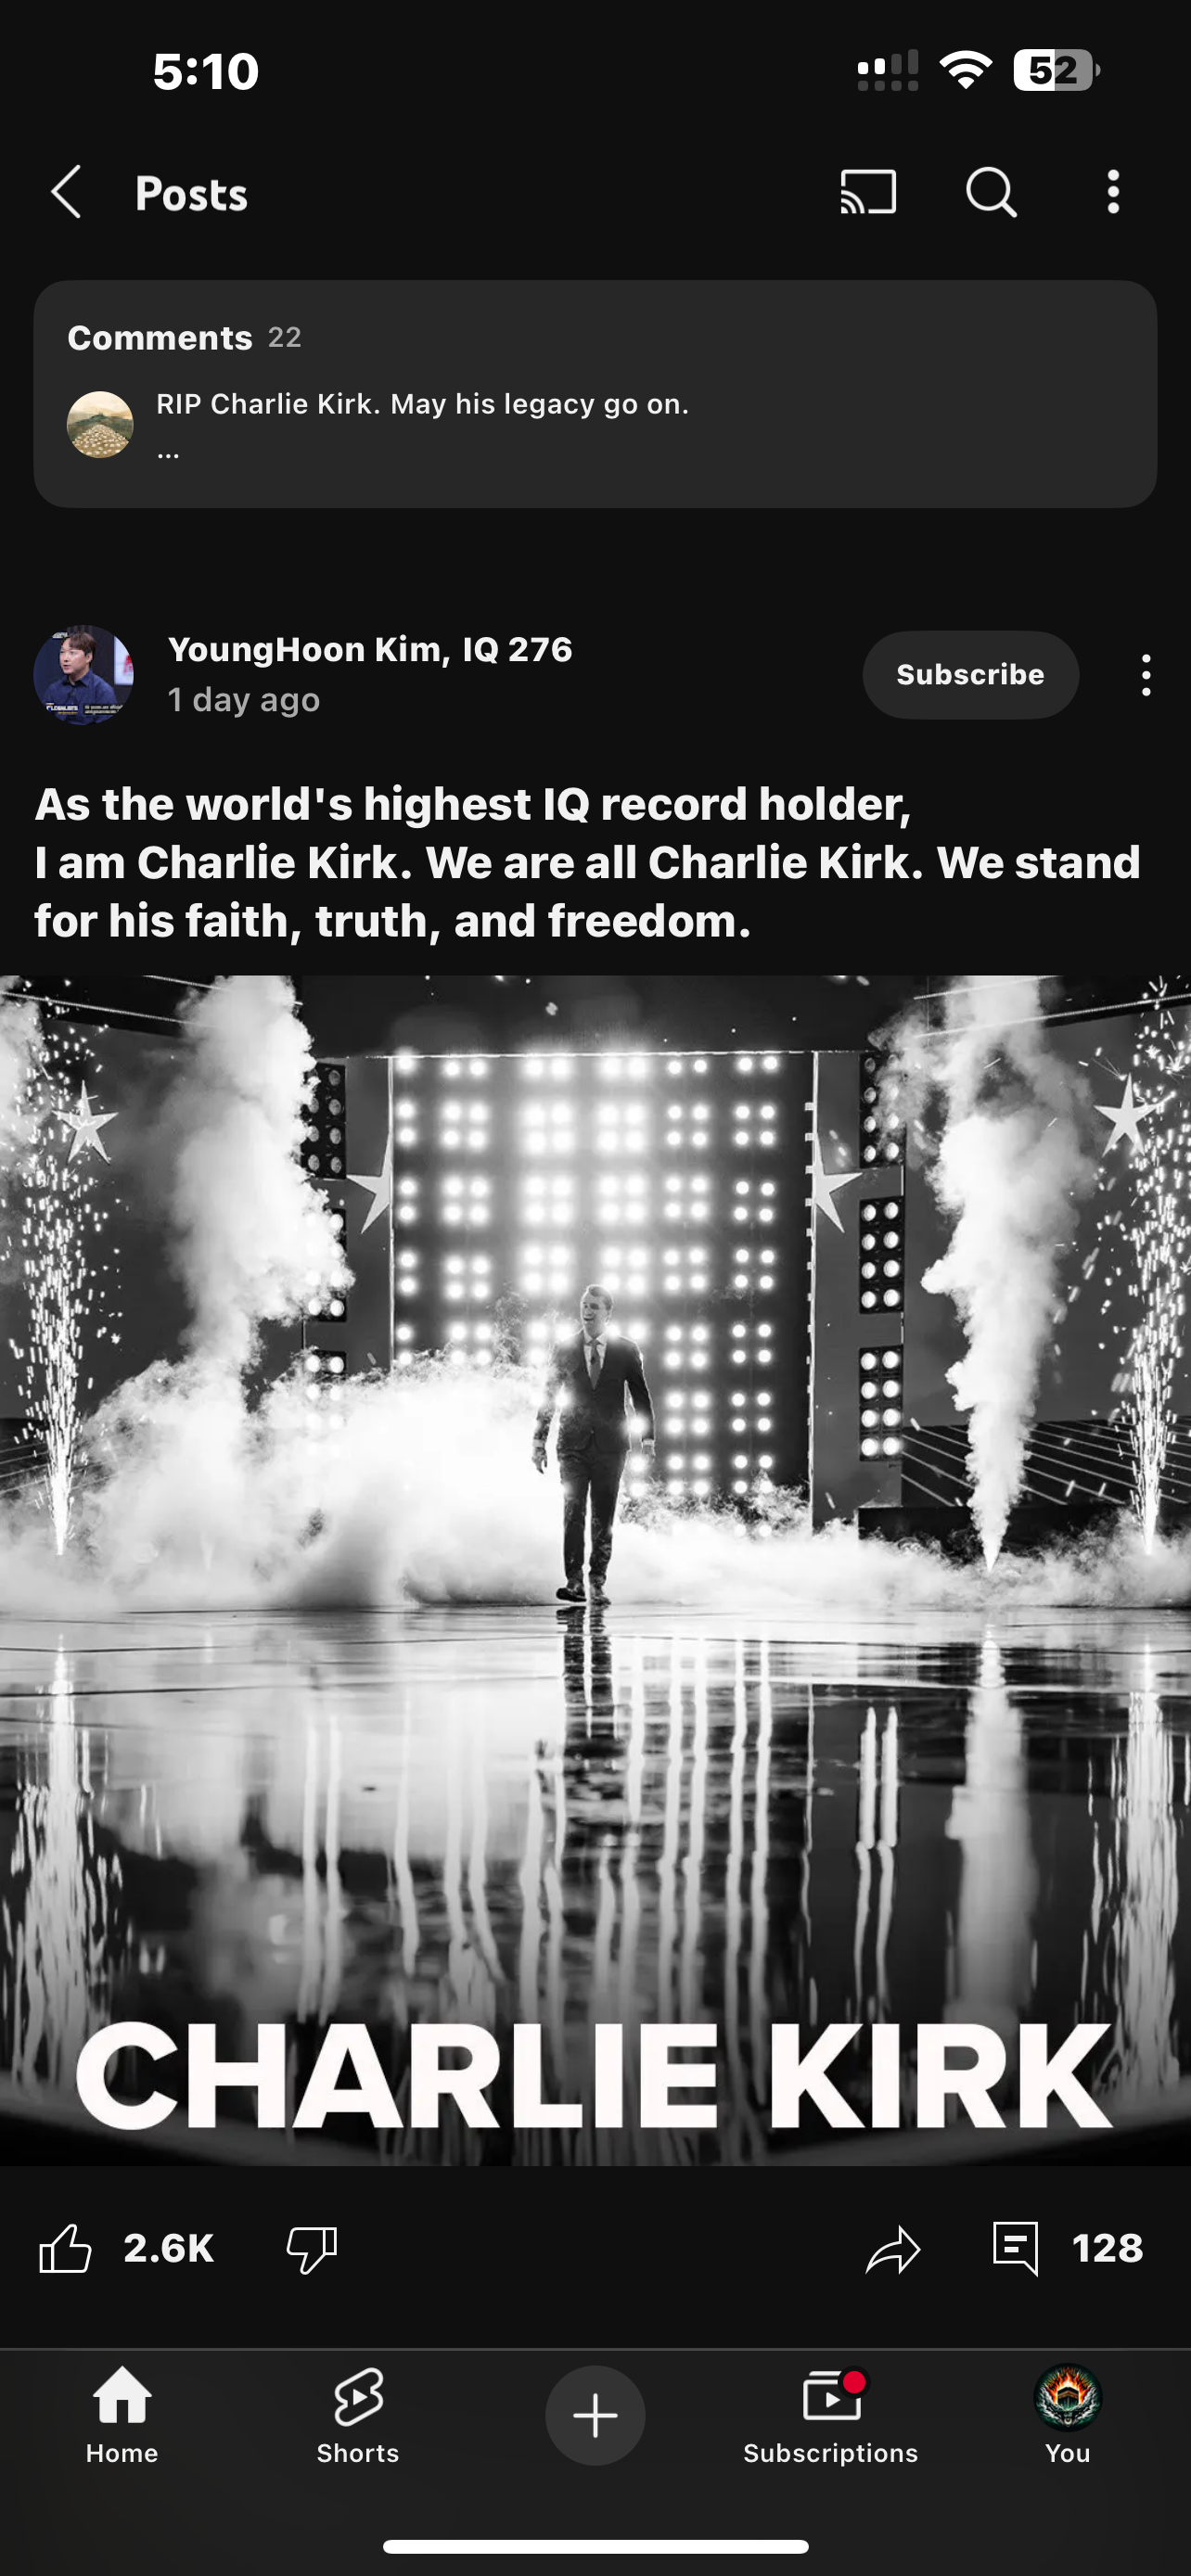 5:10
52
Posts
Comments 22
RIP Charlie Kirk. May his legacy go on.
...
YoungHoon Kim, IQ 276
1 day ago
Subscribe
As the world's highest IQ record holder,
I am Charlie Kirk. We are all Charlie Kirk. We stand
for his faith, truth, and freedom.
CHARLIE KIRK
2.6K
128
Home
Shorts
Subscriptions
You